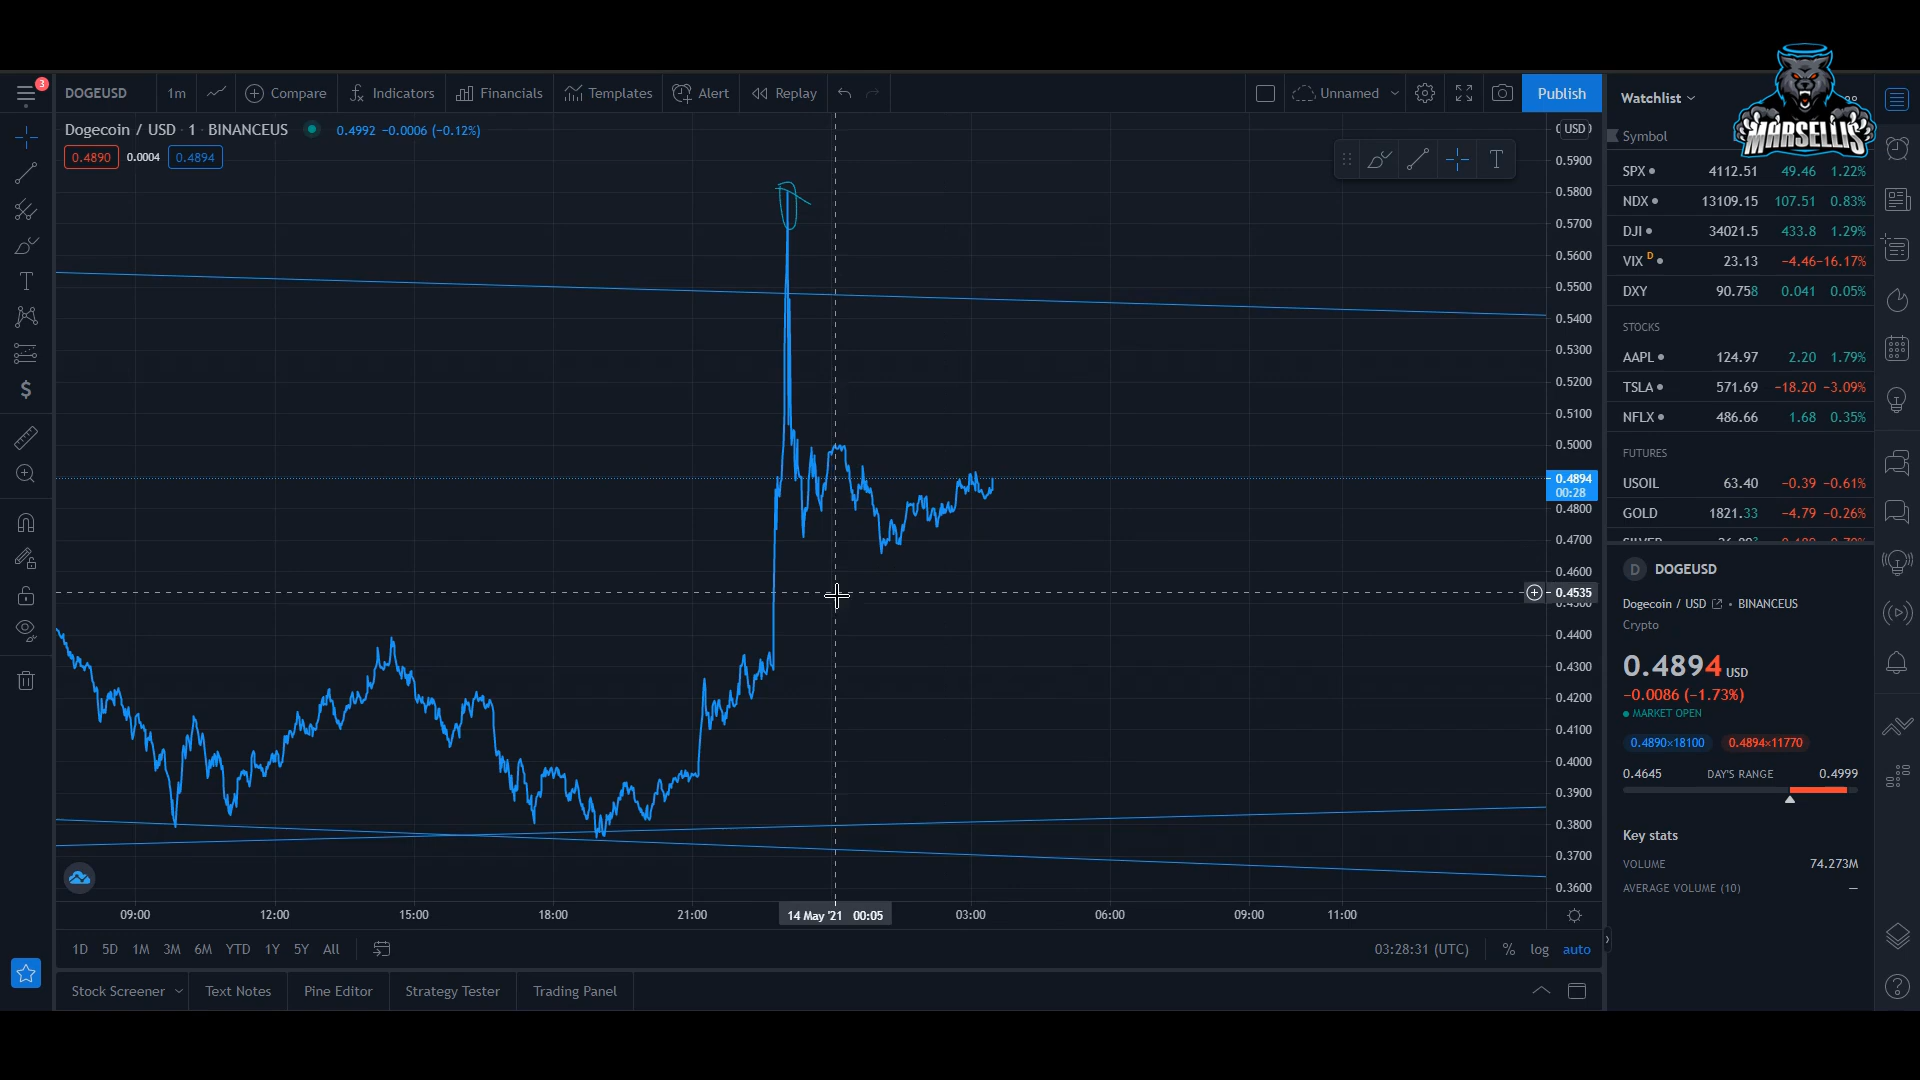 3
DOGEUSD 1m Compare Indicators Financials Templates Alert Replay Unnamed Publish
Dogecoin / USD · 1 · BINANCEUS 0.4992 −0.0006 (−0.12%)
0.4890 0.0004 0.4894
USD
0.5900
0.5800
0.5700
0.5600
0.5500
0.5400
0.5300
0.5200
0.5100
0.5000
0.4894
00:28
0.4800
0.4700
0.4600
0.4535
0.4400
0.4300
0.4200
0.4100
0.4000
0.3900
0.3800
0.3700
0.3600
09:00 12:00 15:00 18:00 21:00 14 May '21 00:05 03:00 06:00 09:00 11:00
1D 5D 1M 3M 6M YTD 1Y 5Y All 03:28:31 (UTC) % log auto
Stock Screener Text Notes Pine Editor Strategy Tester Trading Panel
T
$
T
Watchlist
MARSELLIS
Symbol
SPX 4112.51 49.46 1.22%
NDX 13109.15 107.51 0.83%
DJI 34021.5 433.8 1.29%
VIX D 23.13 −4.46 −16.17%
DXY 90.758 0.041 0.05%
STOCKS
AAPL 124.97 2.20 1.79%
TSLA 571.69 −18.20 −3.09%
NFLX 486.66 1.68 0.35%
FUTURES
USOIL 63.40 −0.39 −0.61%
GOLD 1821.33 −4.79 −0.26%
D DOGEUSD
Dogecoin / USD • BINANCEUS
Crypto
0.4894 USD
−0.0086 (−1.73%)
MARKET OPEN
0.4890×18100 0.4894×11770
0.4645 DAY'S RANGE 0.4999
Key stats
VOLUME 74.273M
AVERAGE VOLUME (10) —